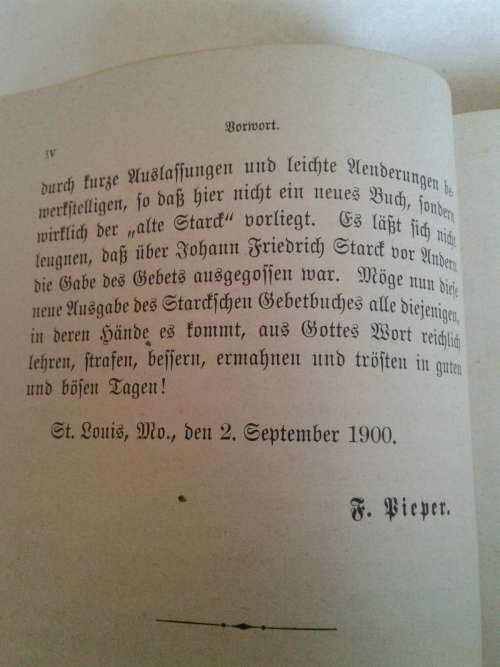 Vorwort.
IV
durch kurze Auslassungen und leichte Aenderungen be-
werkstelligen, so daß hier nicht ein neues Buch, sondern
wirklich der „alte Starck“ vorliegt. Es läßt sich nicht
leugnen, daß über Johann Friedrich Starck vor Andern
die Gabe des Gebets ausgegossen war. Möge nun diese
neue Ausgabe des Starckschen Gebetbuches alle diejenigen,
in deren Hände es kommt, aus Gottes Wort reichlich
lehren, strafen, bessern, ermahnen und trösten in guten
und bösen Tagen!
St. Louis, Mo., den 2. September 1900.
F. Pieper.